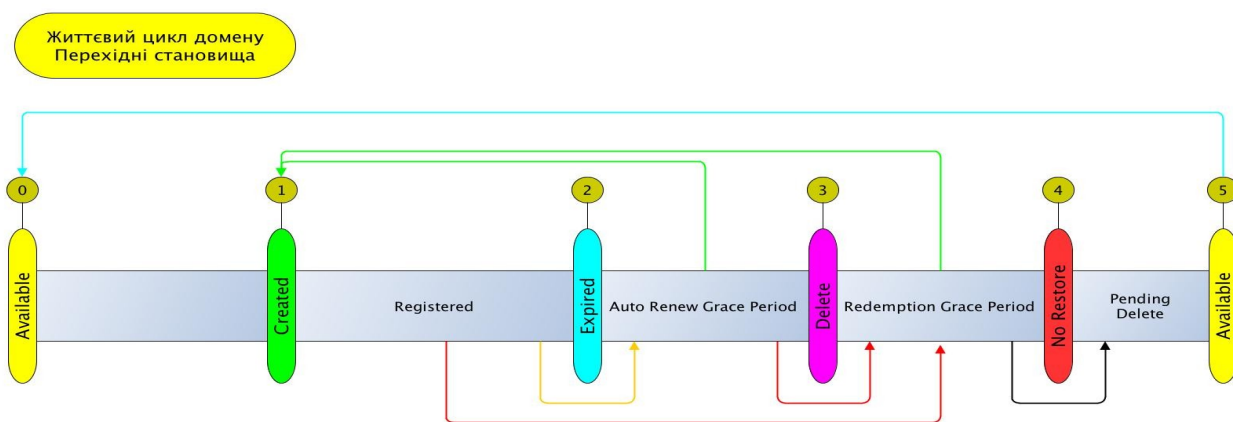 Життєвий цикл домену
Перехідні становища
0
1
2
3
4
5
Available
Created
Registered
Expired
Auto Renew Grace Period
Delete
Redemption Grace Period
No Restore
Pending
Delete
Available